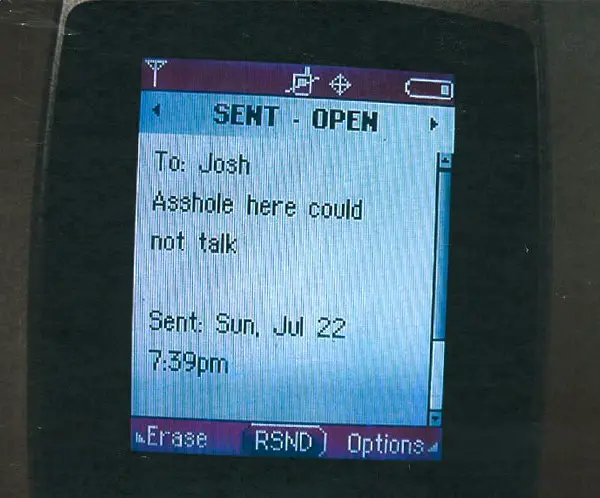 SENT - OPEN
To: Josh
Asshole here could
not talk
Sent: Sun, Jul 22
7:39pm
Erase RSND Options